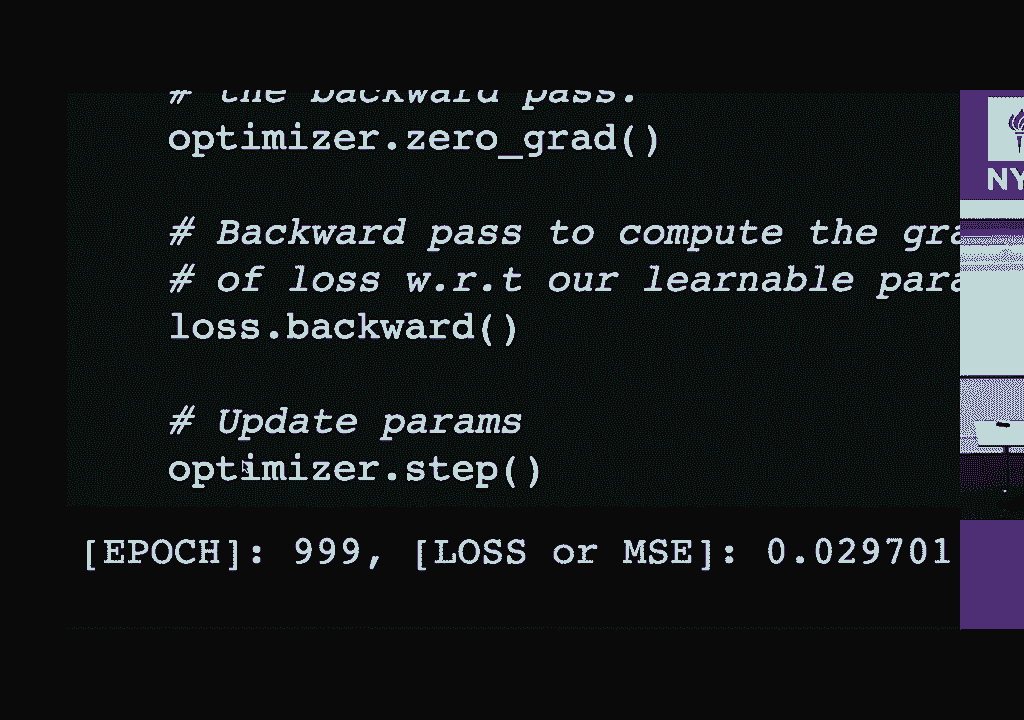 # the backward pass.
optimizer.zero_grad()
# Backward pass to compute the gra
# of loss w.r.t our learnable para
loss.backward()
# Update params
optimizer.step()
[EPOCH]: 999, [LOSS or MSE]: 0.029701
NY